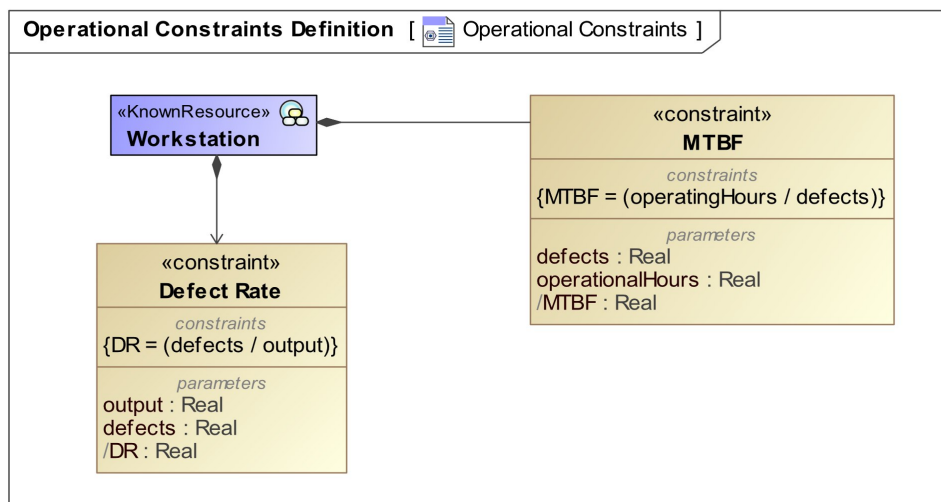 Operational Constraints Definition [ Operational Constraints ]
«KnownResource»
Workstation
«constraint»
MTBF
constraints
{MTBF = (operatingHours / defects)}
parameters
defects : Real
operationalHours : Real
/MTBF : Real
«constraint»
Defect Rate
constraints
{DR = (defects / output)}
parameters
output : Real
defects : Real
/DR : Real